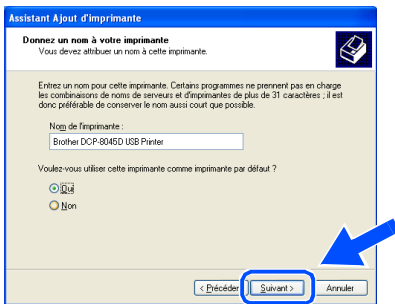 Assistant Ajout d'imprimante
Donnez un nom à votre imprimante
Vous devez attribuer un nom à cette imprimante.
Entrez un nom pour cette imprimante. Certains programmes ne prennent pas en charge
les combinaisons de noms de serveurs et d'imprimantes de plus de 31 caractères ; il est
donc préférable de conserver le nom aussi court que possible.
Nom de l'imprimante :
Brother DCP-8045D USB Printer
Voulez-vous utiliser cette imprimante comme imprimante par défaut ?
Oui
Non
< Précéder
Suivant >
Annuler